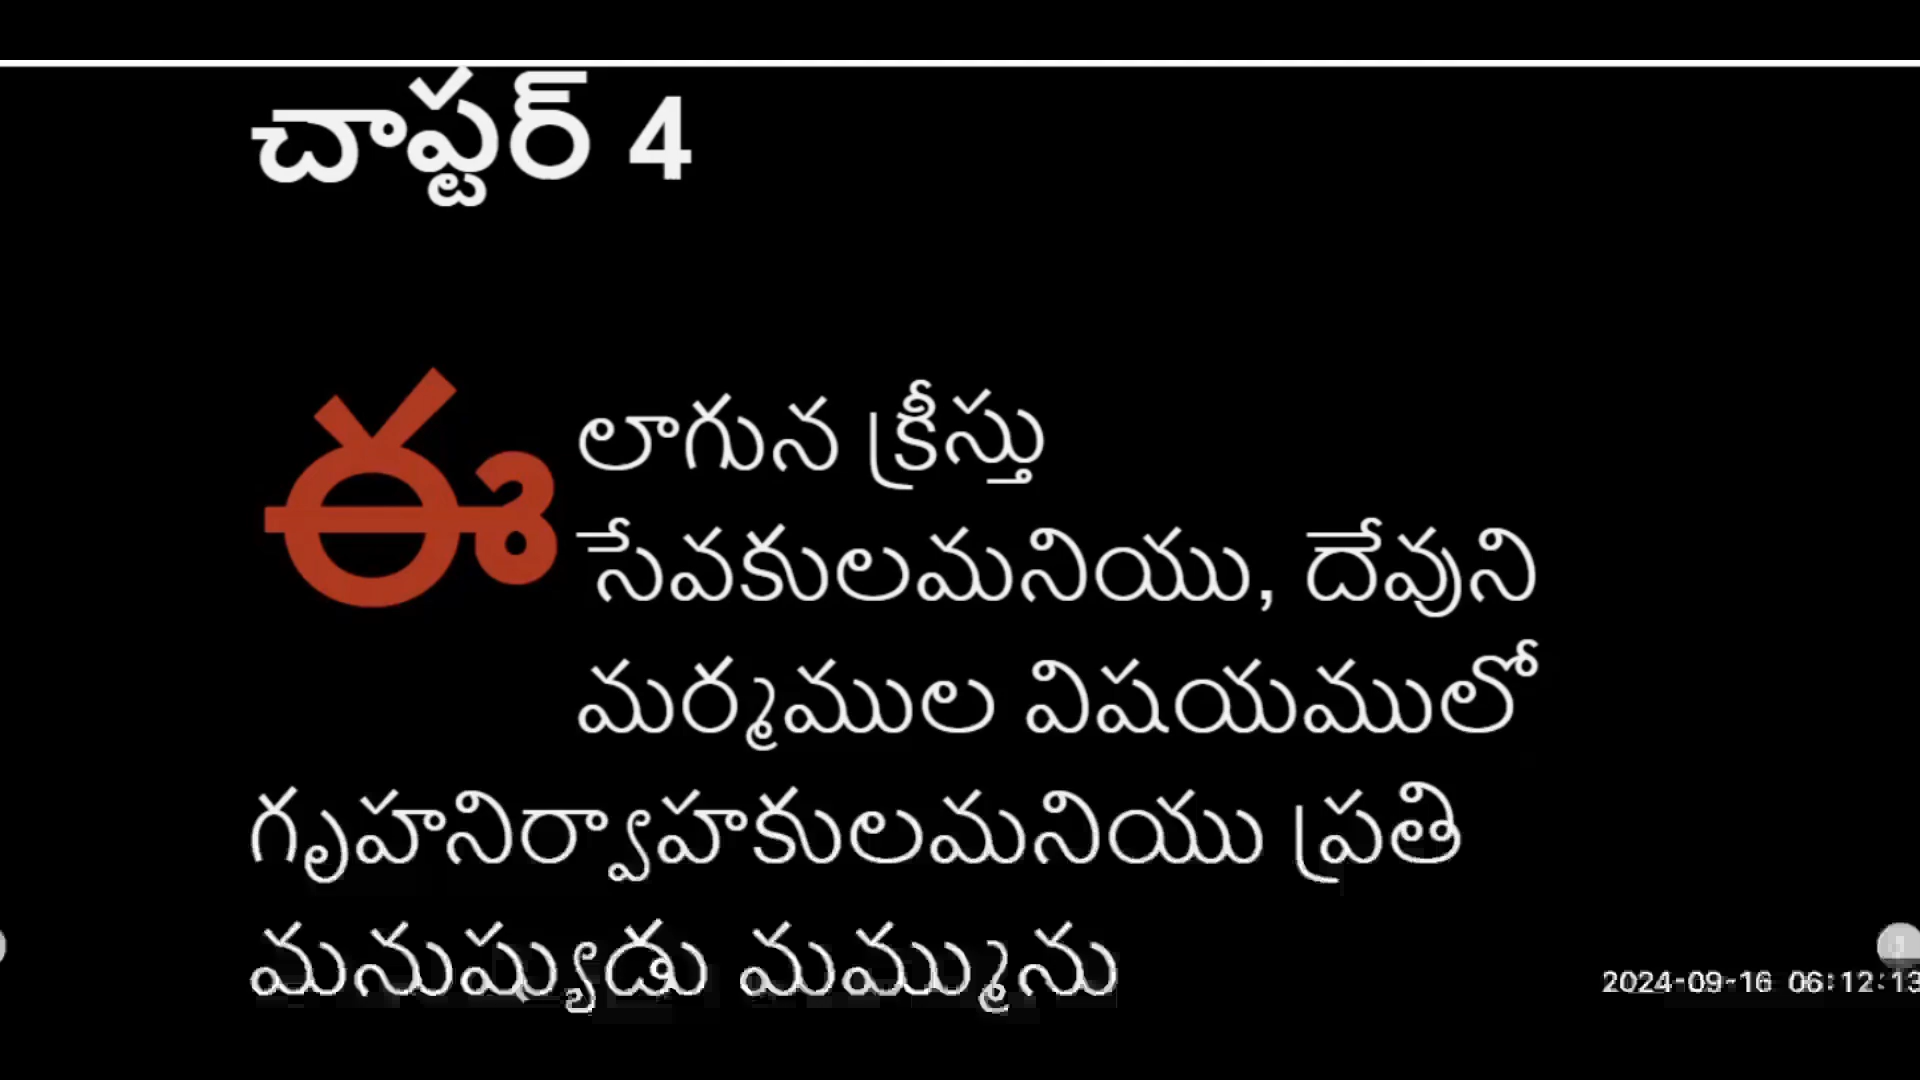 చాప్టర్ 4
ఈలాగున క్రీస్తు
సేవకులమనియు, దేవుని
మర్మముల విషయములో
గృహనిర్వాహకులమనియు ప్రతి
మనుష్యుడు మమ్మును
2024-09-16 06:12:13